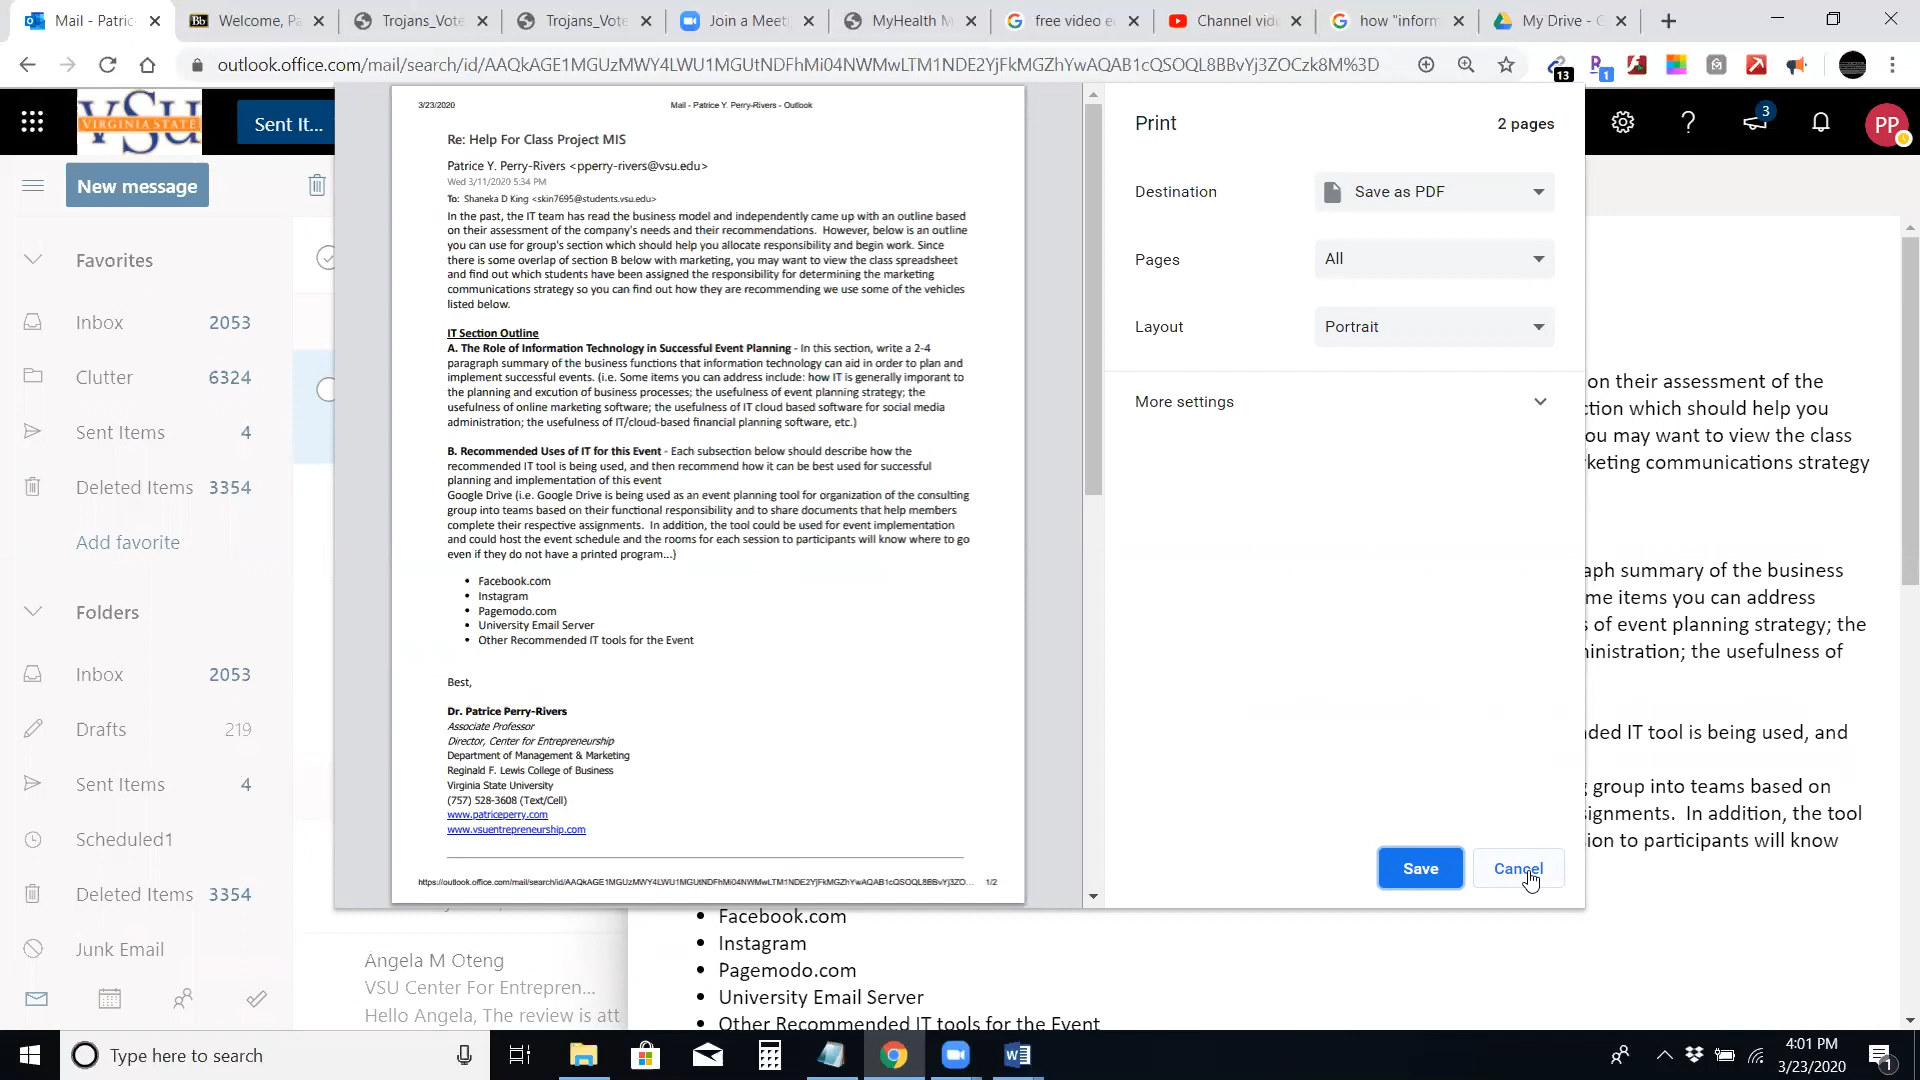 Mail - Patric
Welcome, Pa
Trojans_Vote
Trojans_Vote
Join a Meeti
MyHealth M
free video e
Channel vide
how "inform
My Drive - G
outlook.office.com/mail/search/id/AAQkAGE1MGUzMWY4LWU1MGUtNDFhMi04NWMwLTM1NDE2YjFkMGZhYwAQAB1cQSOQL8BBvYj3ZOCzk8M%3D
13
1
VSU
VIRGINIA STATE
Sent It...
3
PP
New message
Favorites
Inbox 2053
Clutter 6324
Sent Items 4
Deleted Items 3354
Add favorite
Folders
Inbox 2053
Drafts 219
Sent Items 4
Scheduled1
Deleted Items 3354
Junk Email
3/23/2020 Mail - Patrice Y. Perry-Rivers - Outlook
Re: Help For Class Project MIS
Patrice Y. Perry-Rivers <pperry-rivers@vsu.edu>
Wed 3/11/2020 5:34 PM
To: Shaneka D King <skin7695@students.vsu.edu>
In the past, the IT team has read the business model and independently came up with an outline based
on their assessment of the company's needs and their recommendations. However, below is an outline
you can use for group's section which should help you allocate responsibility and begin work. Since
there is some overlap of section B below with marketing, you may want to view the class spreadsheet
and find out which students have been assigned the responsibility for determining the marketing
communications strategy so you can find out how they are recommending we use some of the vehicles
listed below.
IT Section Outline
A. The Role of Information Technology in Successful Event Planning - In this section, write a 2-4
paragraph summary of the business functions that information technology can aid in order to plan and
implement successful events. (i.e. Some items you can address include: how IT is generally imporant to
the planning and excution of business processes; the usefulness of event planning strategy; the
usefulness of online marketing software; the usefulness of IT cloud based software for social media
administration; the usefulness of IT/cloud-based financial planning software, etc.)
B. Recommended Uses of IT for this Event - Each subsection below should describe how the
recommended IT tool is being used, and then recommend how it can be best used for successful
planning and implementation of this event
Google Drive (i.e. Google Drive is being used as an event planning tool for organization of the consulting
group into teams based on their functional responsibility and to share documents that help members
complete their respective assignments. In addition, the tool could be used for event implementation
and could host the event schedule and the rooms for each session to participants will know where to go
even if they do not have a printed program...)
• Facebook.com
• Instagram
• Pagemodo.com
• University Email Server
• Other Recommended IT tools for the Event
Best,
Dr. Patrice Perry-Rivers
Associate Professor
Director, Center for Entrepreneurship
Department of Management & Marketing
Reginald F. Lewis College of Business
Virginia State University
(757) 528-3608 (Text/Cell)
www.patriceperry.com
www.vsuentrepreneurship.com
https://outlook.office.com/mail/search/id/AAQkAGE1MGUzMWY4LWU1MGUtNDFhMi04NWMwLTM1NDE2YjFkMGZhYwAQAB1cQSOQL8BBvYj3ZO... 1/2
Print 2 pages
Destination Save as PDF
Pages All
Layout Portrait
More settings
Save Cancel
on their assessment of the
ction which should help you
ou may want to view the class
keting communications strategy
aph summary of the business
me items you can address
s of event planning strategy; the
ninistration; the usefulness of
nded IT tool is being used, and
g group into teams based on
signments. In addition, the tool
ion to participants will know
• Facebook.com
• Instagram
• Pagemodo.com
• University Email Server
• Other Recommended IT tools for the Event
Angela M Oteng
VSU Center For Entrepren...
Hello Angela, The review is att
Type here to search
4:01 PM
3/23/2020
1